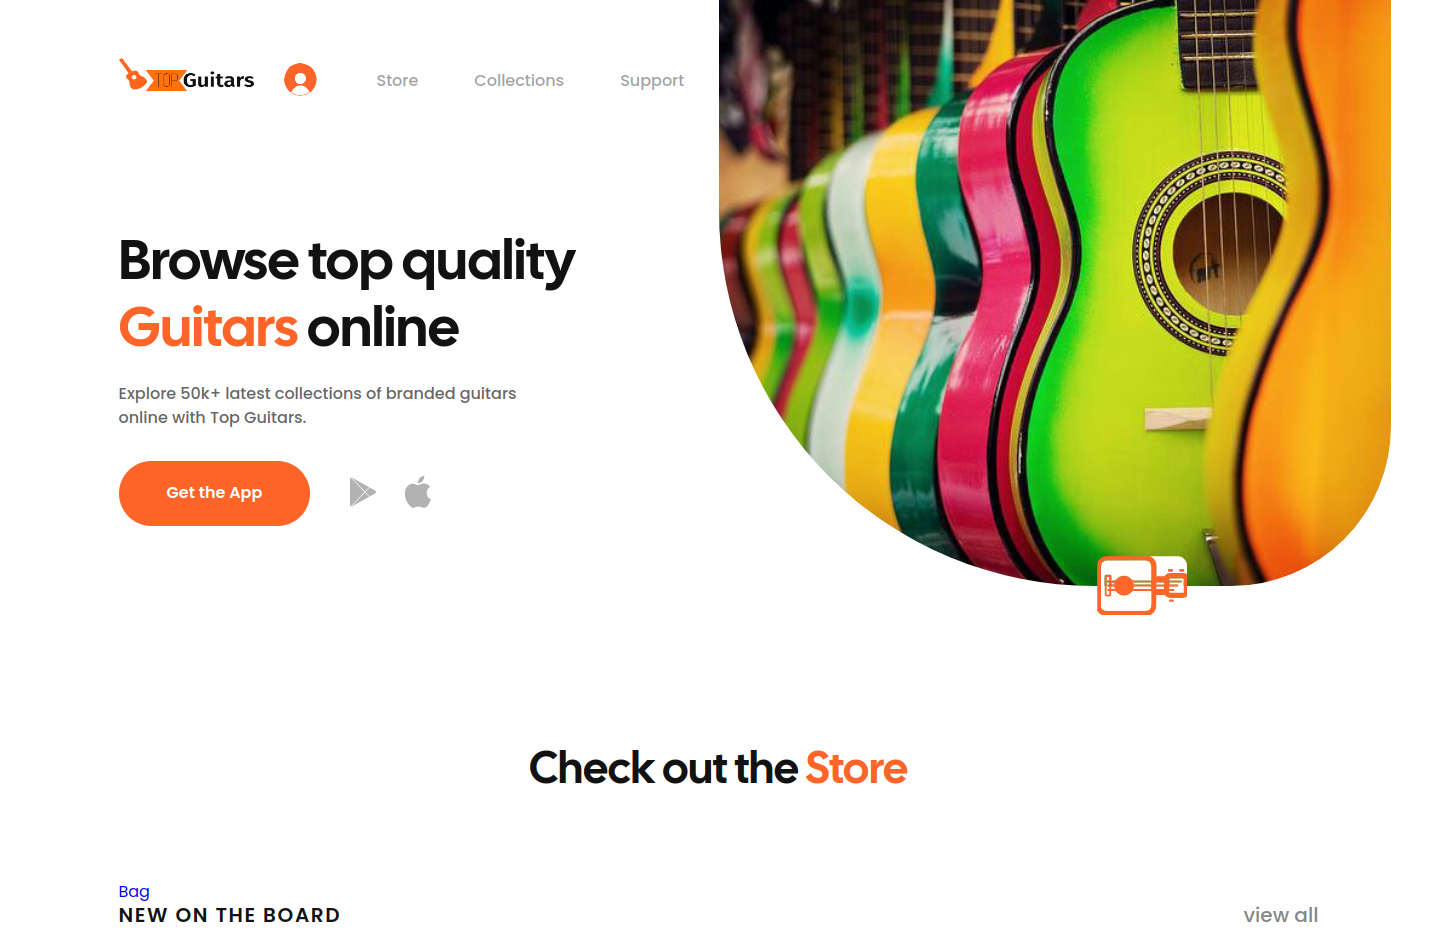 TOP Guitars
Store
Collections
Support
Browse top quality
Guitars online
Explore 50k+ latest collections of branded guitars
online with Top Guitars.
Get the App
Check out the Store
Bag
NEW ON THE BOARD
view all